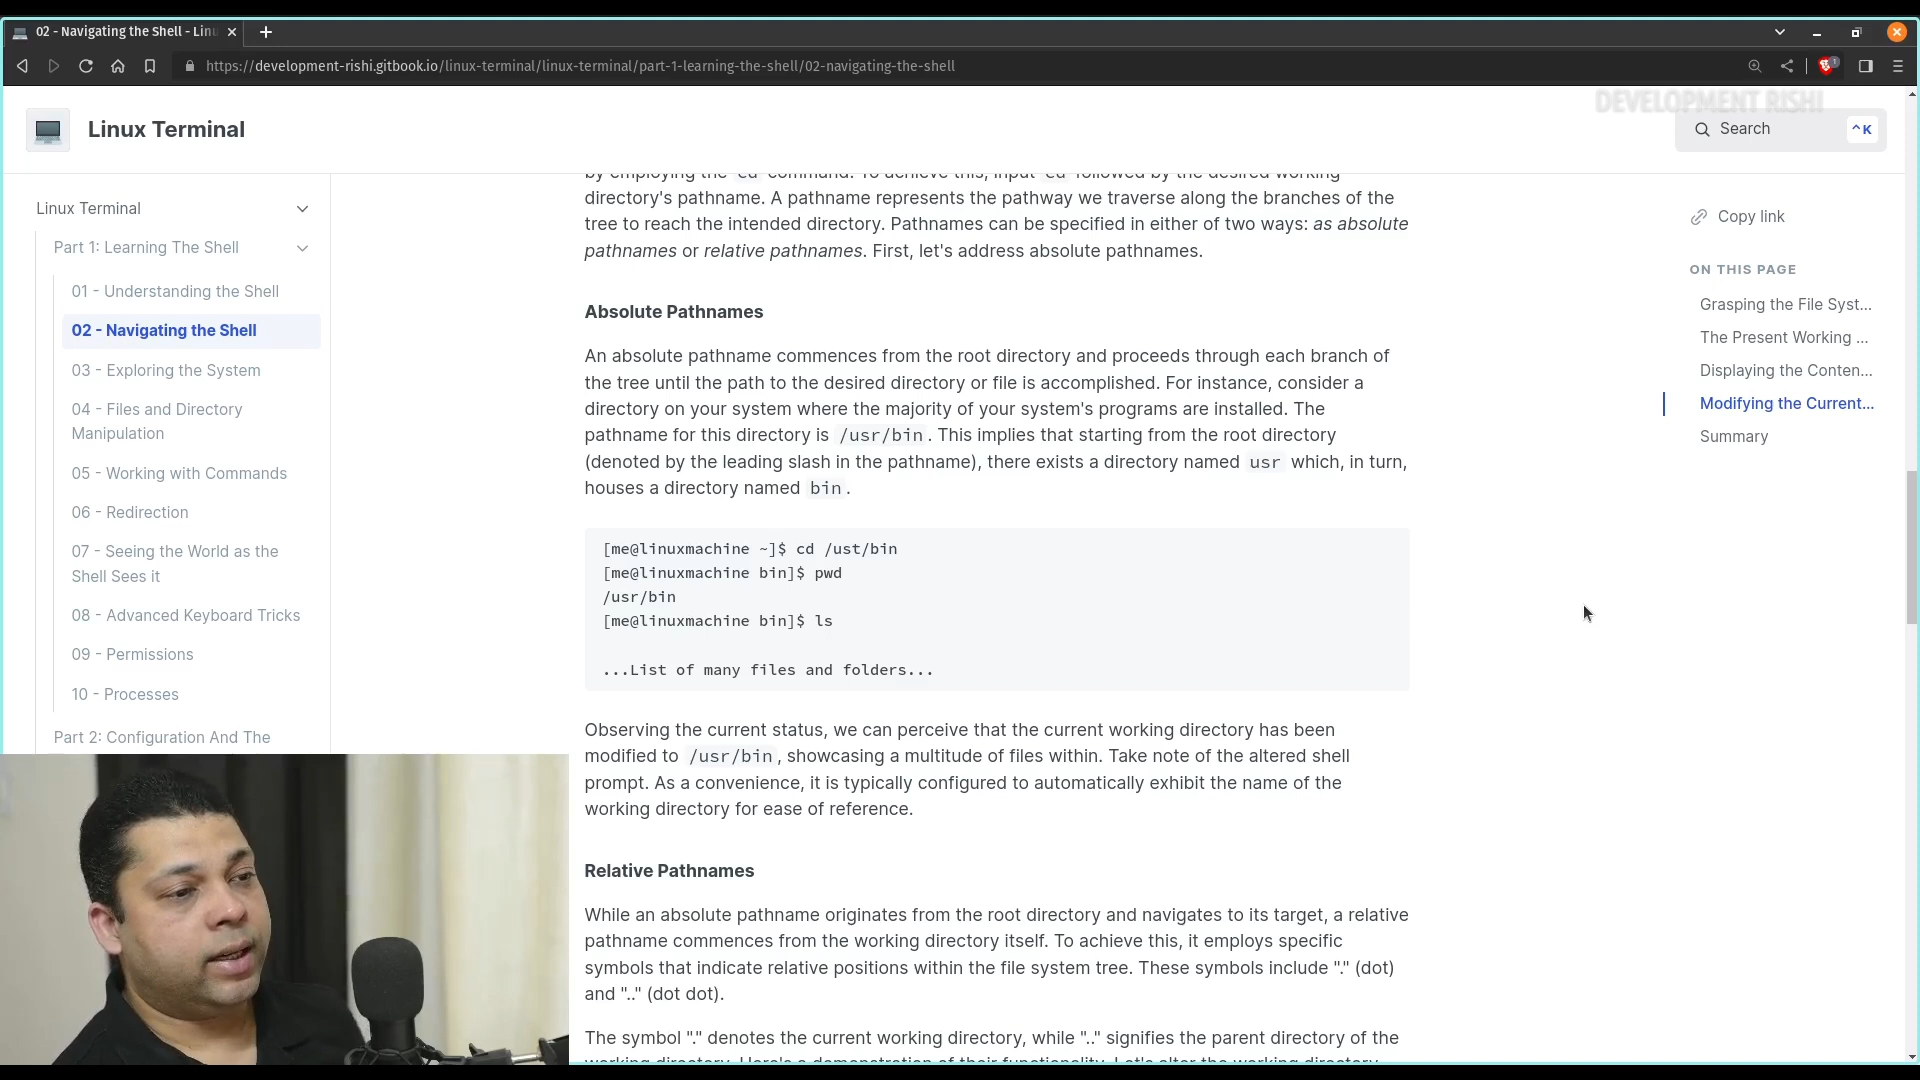 02 - Navigating the Shell - Linu
https://development-rishi.gitbook.io/linux-terminal/linux-terminal/part-1-learning-the-shell/02-navigating-the-shell
1
DEVELOPMENT RISHI
Linux Terminal
Search
^K
Linux Terminal
Part 1: Learning The Shell
01 - Understanding the Shell
02 - Navigating the Shell
03 - Exploring the System
04 - Files and Directory
Manipulation
05 - Working with Commands
06 - Redirection
07 - Seeing the World as the
Shell Sees it
08 - Advanced Keyboard Tricks
09 - Permissions
10 - Processes
Part 2: Configuration And The
by employing the cd command. To achieve this, input cd followed by the desired working
directory's pathname. A pathname represents the pathway we traverse along the branches of the
tree to reach the intended directory. Pathnames can be specified in either of two ways: as absolute
pathnames or relative pathnames. First, let's address absolute pathnames.
Absolute Pathnames
An absolute pathname commences from the root directory and proceeds through each branch of
the tree until the path to the desired directory or file is accomplished. For instance, consider a
directory on your system where the majority of your system's programs are installed. The
pathname for this directory is /usr/bin. This implies that starting from the root directory
(denoted by the leading slash in the pathname), there exists a directory named usr which, in turn,
houses a directory named bin.
[me@linuxmachine ~]$ cd /ust/bin
[me@linuxmachine bin]$ pwd
/usr/bin
[me@linuxmachine bin]$ ls
...List of many files and folders...
Observing the current status, we can perceive that the current working directory has been
modified to /usr/bin, showcasing a multitude of files within. Take note of the altered shell
prompt. As a convenience, it is typically configured to automatically exhibit the name of the
working directory for ease of reference.
Relative Pathnames
While an absolute pathname originates from the root directory and navigates to its target, a relative
pathname commences from the working directory itself. To achieve this, it employs specific
symbols that indicate relative positions within the file system tree. These symbols include "." (dot)
and ".." (dot dot).
The symbol "." denotes the current working directory, while ".." signifies the parent directory of the
working directory. Here's a demonstration of their functionality. Let's alter the working directory
Copy link
ON THIS PAGE
Grasping the File Syst...
The Present Working ...
Displaying the Conten...
Modifying the Current...
Summary